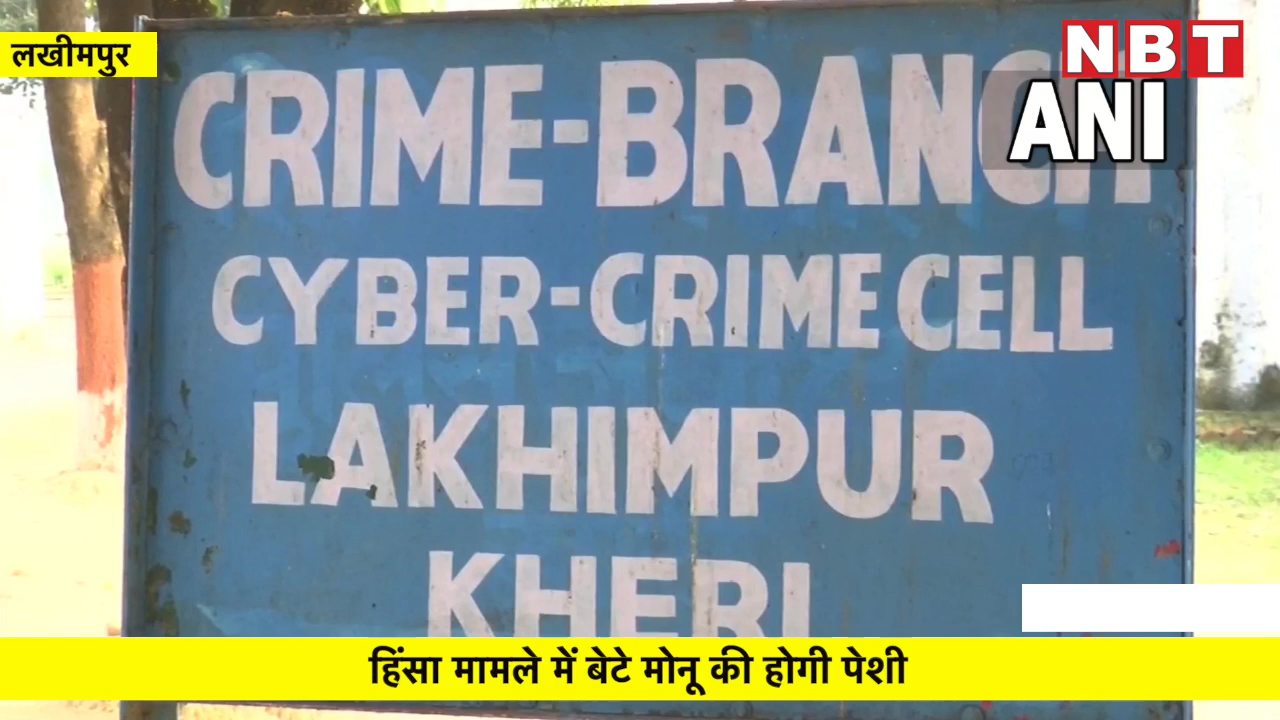 लखीमपुर
NBT
ANI
CRIME-BRANCH
CYBER-CRIME CELL
LAKHIMPUR
KHERI
हिंसा मामले में बेटे मोनू की होगी पेशी